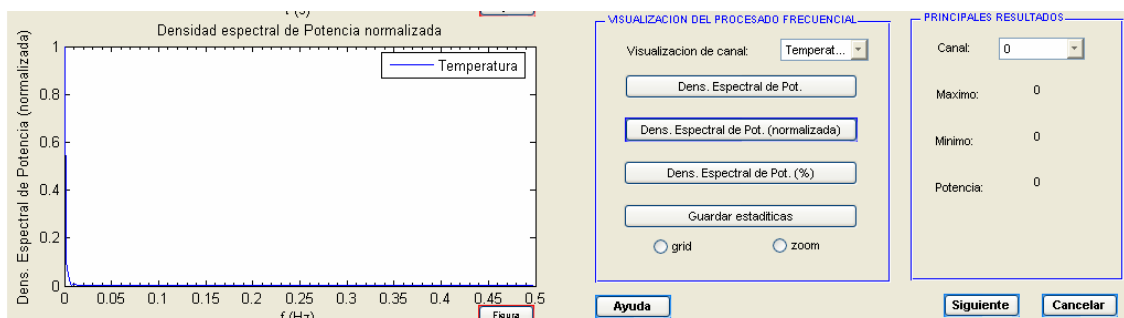 t (s)
Densidad espectral de Potencia normalizada
Dens. Espectral de Potencia (normalizada)
1
0.8
0.6
0.4
0.2
0
Temperatura
0 0.05 0.1 0.15 0.2 0.25 0.3 0.35 0.4 0.45 0.5
f (Hz)
Figura
VISUALIZACION DEL PROCESADO FRECUENCIAL
Visualizacion de canal: Temperat...
Dens. Espectral de Pot.
Dens. Espectral de Pot. (normalizada)
Dens. Espectral de Pot. (%)
Guardar estaditicas
grid zoom
Ayuda
PRINCIPALES RESULTADOS
Canal: 0
Maximo: 0
Minimo: 0
Potencia: 0
Siguiente Cancelar